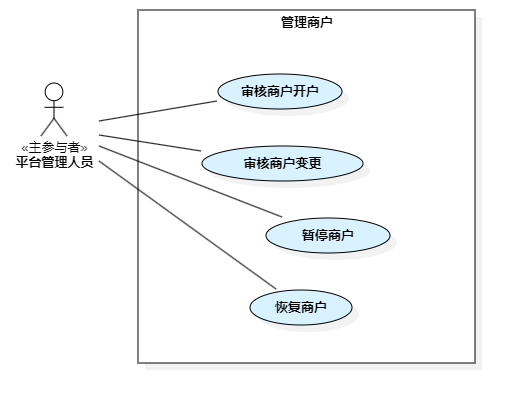 管理商户
审核商户开户
«主参与者»
平台管理人员
审核商户变更
暂停商户
恢复商户